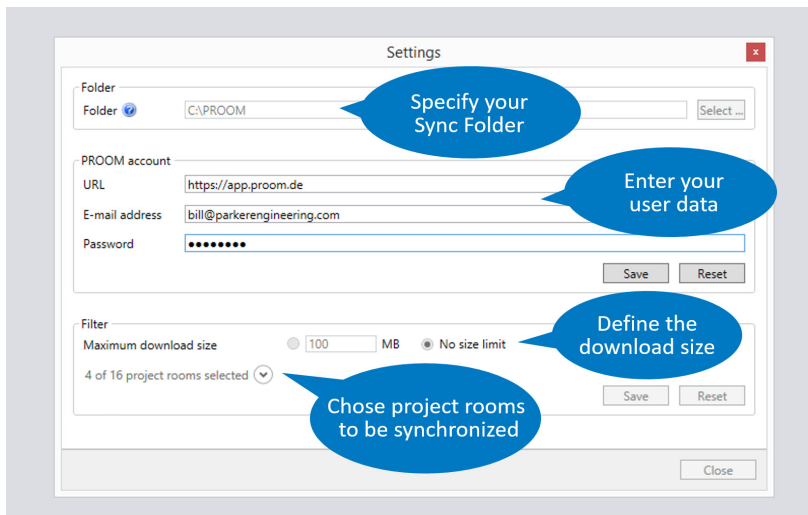 Settings
x
Folder
Folder ? C:\PROOM Select ...
Specify your
Sync Folder
PROOM account
URL https://app.proom.de
E-mail address bill@parkerengineering.com
Password ●●●●●●●●
Enter your
user data
Save Reset
Filter
Maximum download size 100 MB No size limit
4 of 16 project rooms selected
Define the
download size
Save Reset
Chose project rooms
to be synchronized
Close